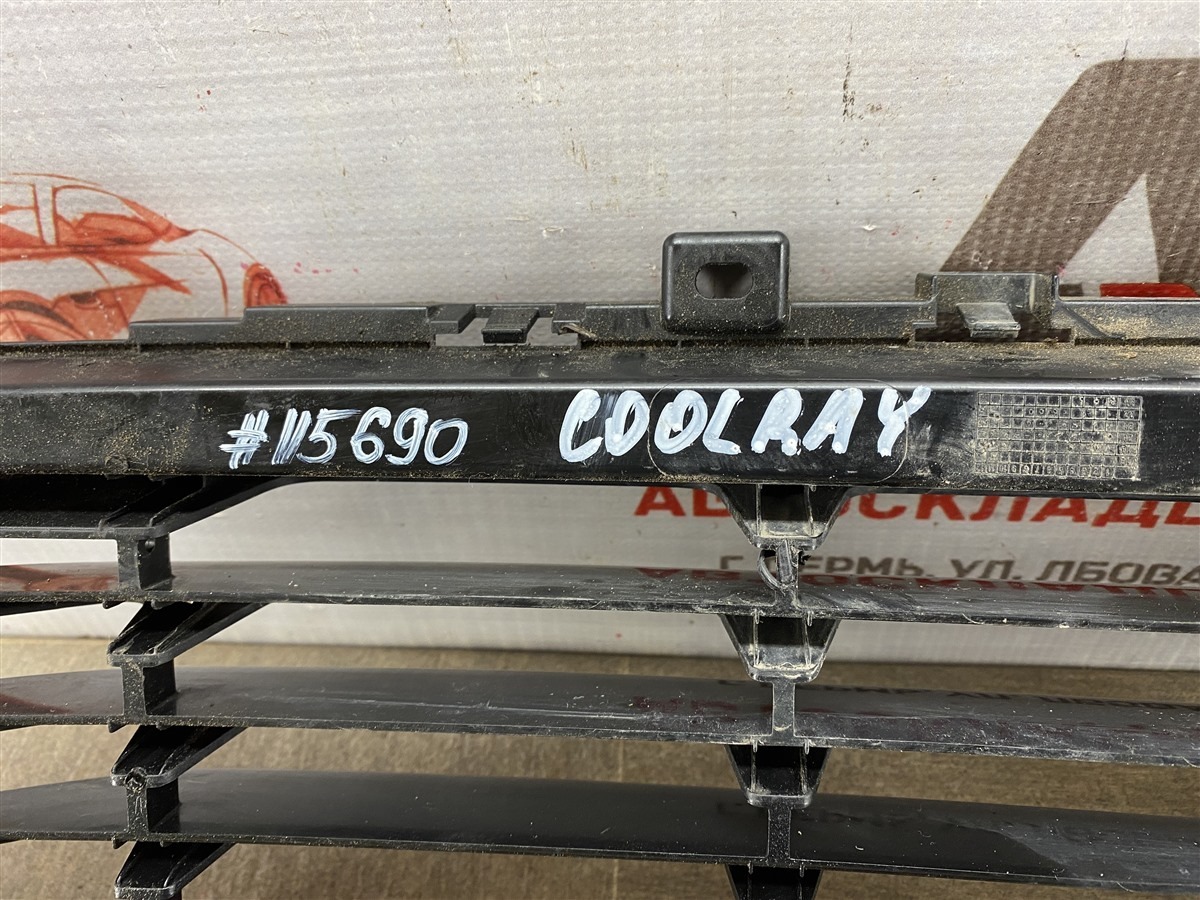 #115690 COOLRAY
АВТОСКЛАД
Г. ПЕРМЬ, УЛ. ЛБОВА